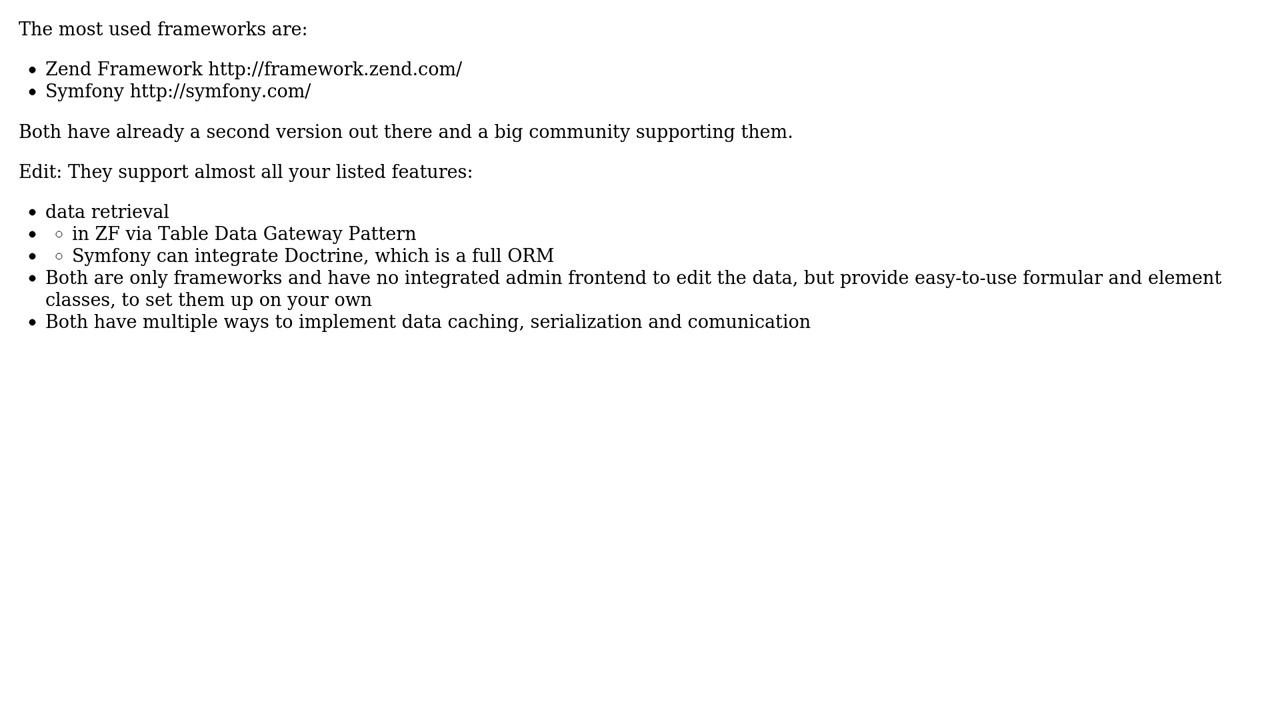 The most used frameworks are:
• Zend Framework http://framework.zend.com/
• Symfony http://symfony.com/
Both have already a second version out there and a big community supporting them.
Edit: They support almost all your listed features:
• data retrieval
• ◦ in ZF via Table Data Gateway Pattern
• ◦ Symfony can integrate Doctrine, which is a full ORM
• Both are only frameworks and have no integrated admin frontend to edit the data, but provide easy-to-use formular and element
classes, to set them up on your own
• Both have multiple ways to implement data caching, serialization and comunication